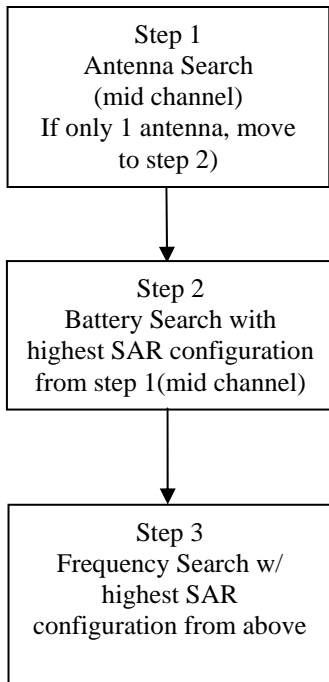 Step 1
Antenna Search
(mid channel)
If only 1 antenna, move
to step 2)
Step 2
Battery Search with
highest SAR configuration
from step 1(mid channel)
Step 3
Frequency Search w/
highest SAR
configuration from above